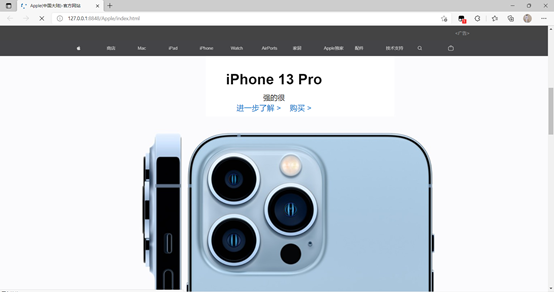 Apple(中国大陆)-官方网站
127.0.0.1:8848/Apple/index.html
<广告>
商店 Mac iPad iPhone Watch AirPods 家居 Apple独家 配件 技术支持
iPhone 13 Pro
强的很
进一步了解 > 购买 >